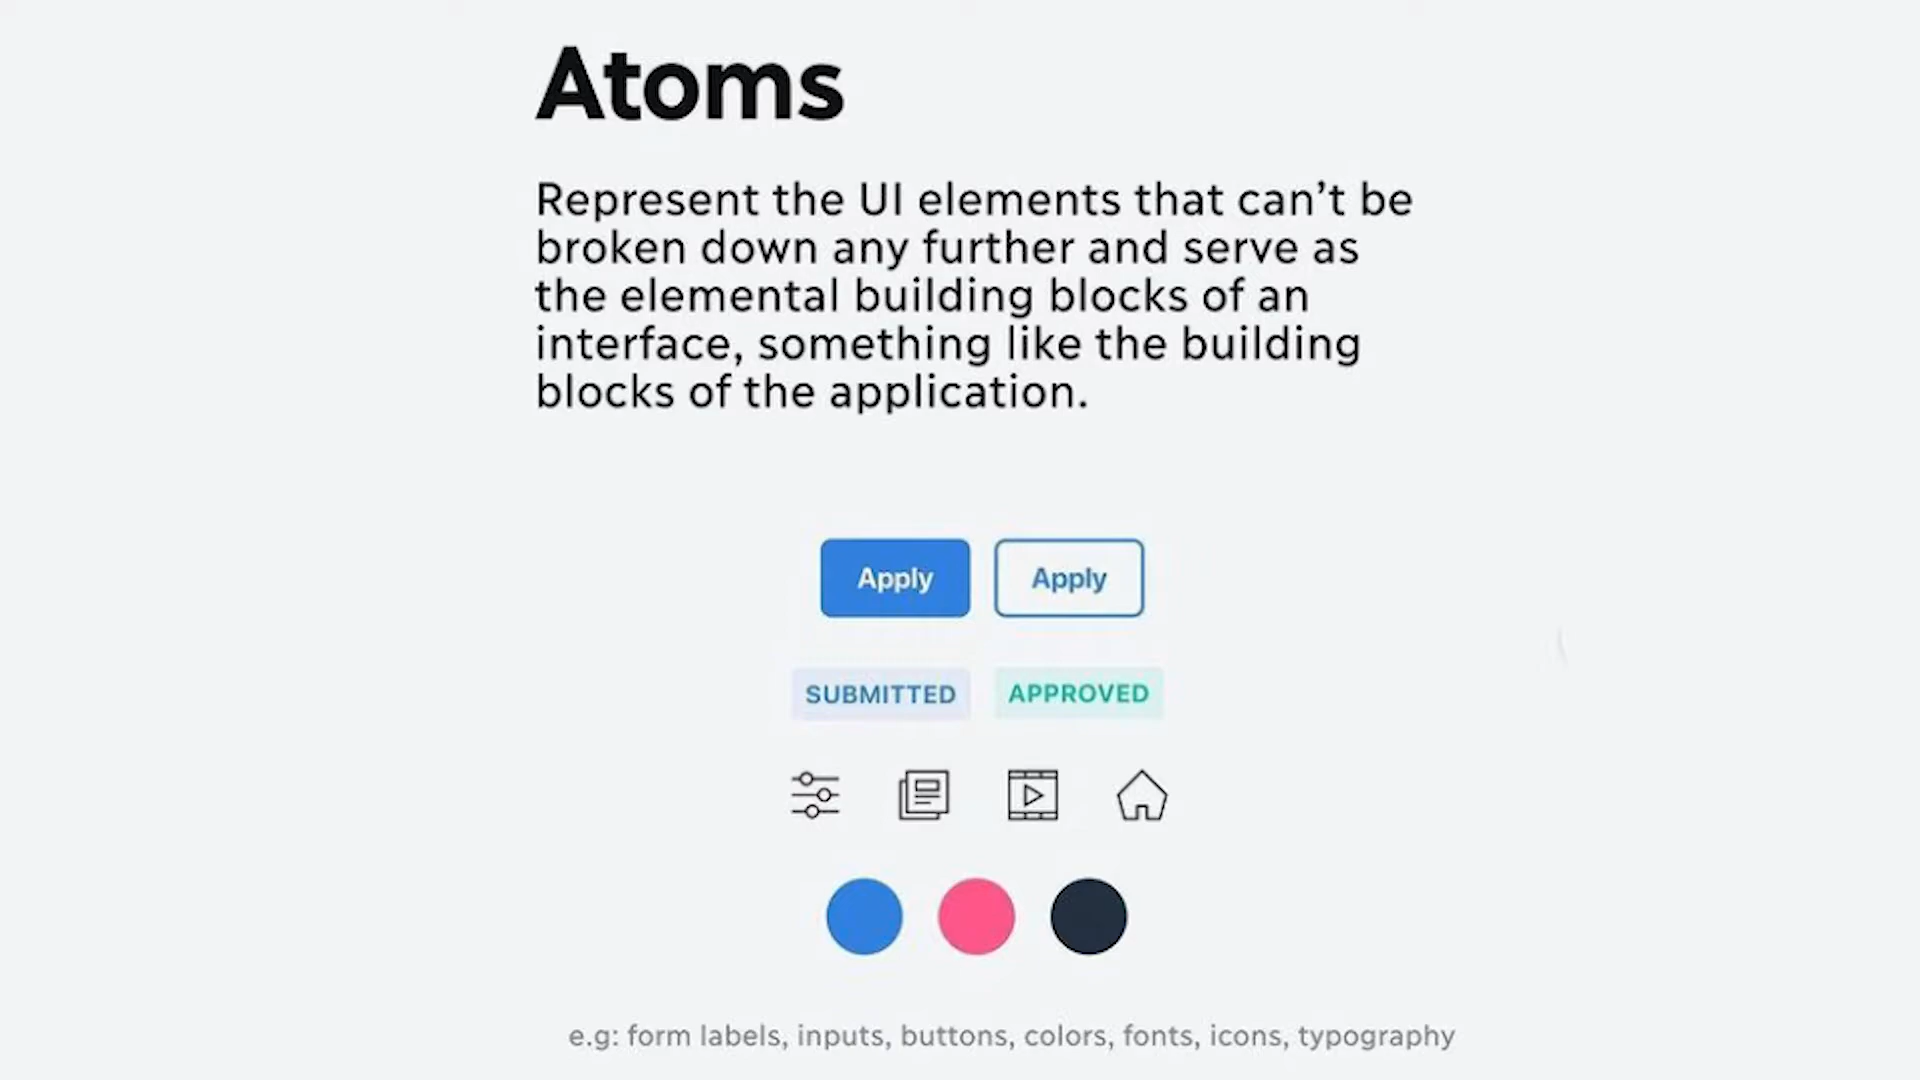 Atoms
Represent the UI elements that can’t be
broken down any further and serve as
the elemental building blocks of an
interface, something like the building
blocks of the application.
Apply Apply
SUBMITTED APPROVED
e.g: form labels, inputs, buttons, colors, fonts, icons, typography